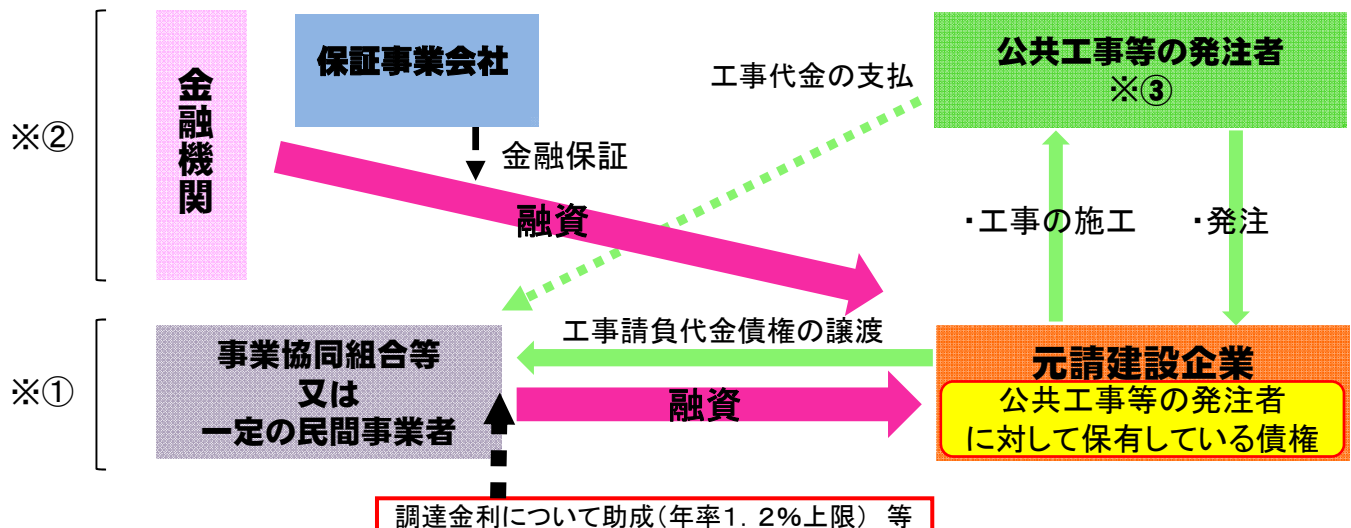 ※②
金融機関
保証事業会社
金融保証
融資
工事代金の支払
公共工事等の発注者
※③
・工事の施工
・発注
※①
事業協同組合等
又は
一定の民間事業者
工事請負代金債権の譲渡
融資
元請建設企業
公共工事等の発注者
に対して保有している債権
調達金利について助成(年率1.2%上限) 等